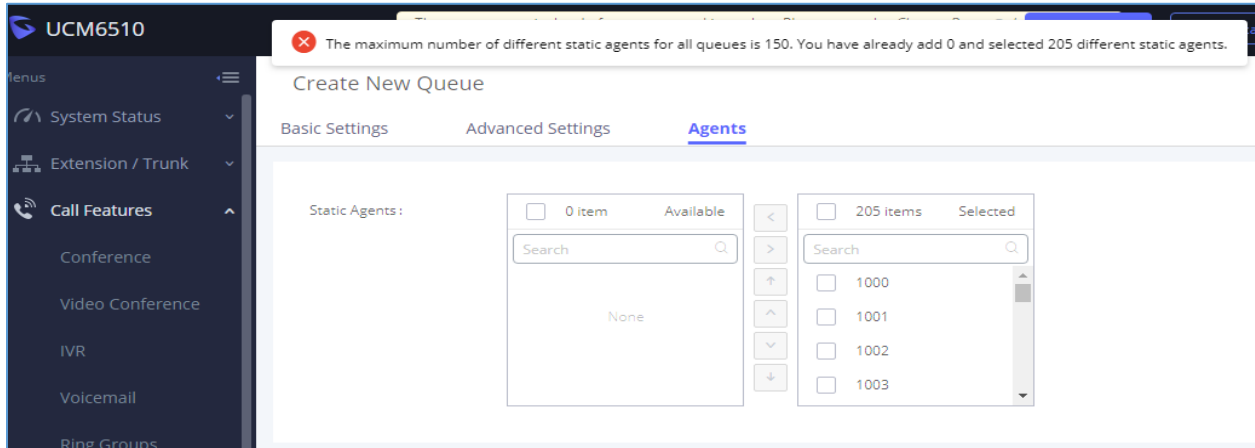 UCM6510
The maximum number of different static agents for all queues is 150. You have already add 0 and selected 205 different static agents.
Menus
Create New Queue
System Status
Basic Settings
Advanced Settings
Agents
Extension / Trunk
Call Features
Static Agents :
0 item
Available
205 items
Selected
Search
Search
1000
None
1001
1002
1003
Conference
Video Conference
IVR
Voicemail
Ring Groups